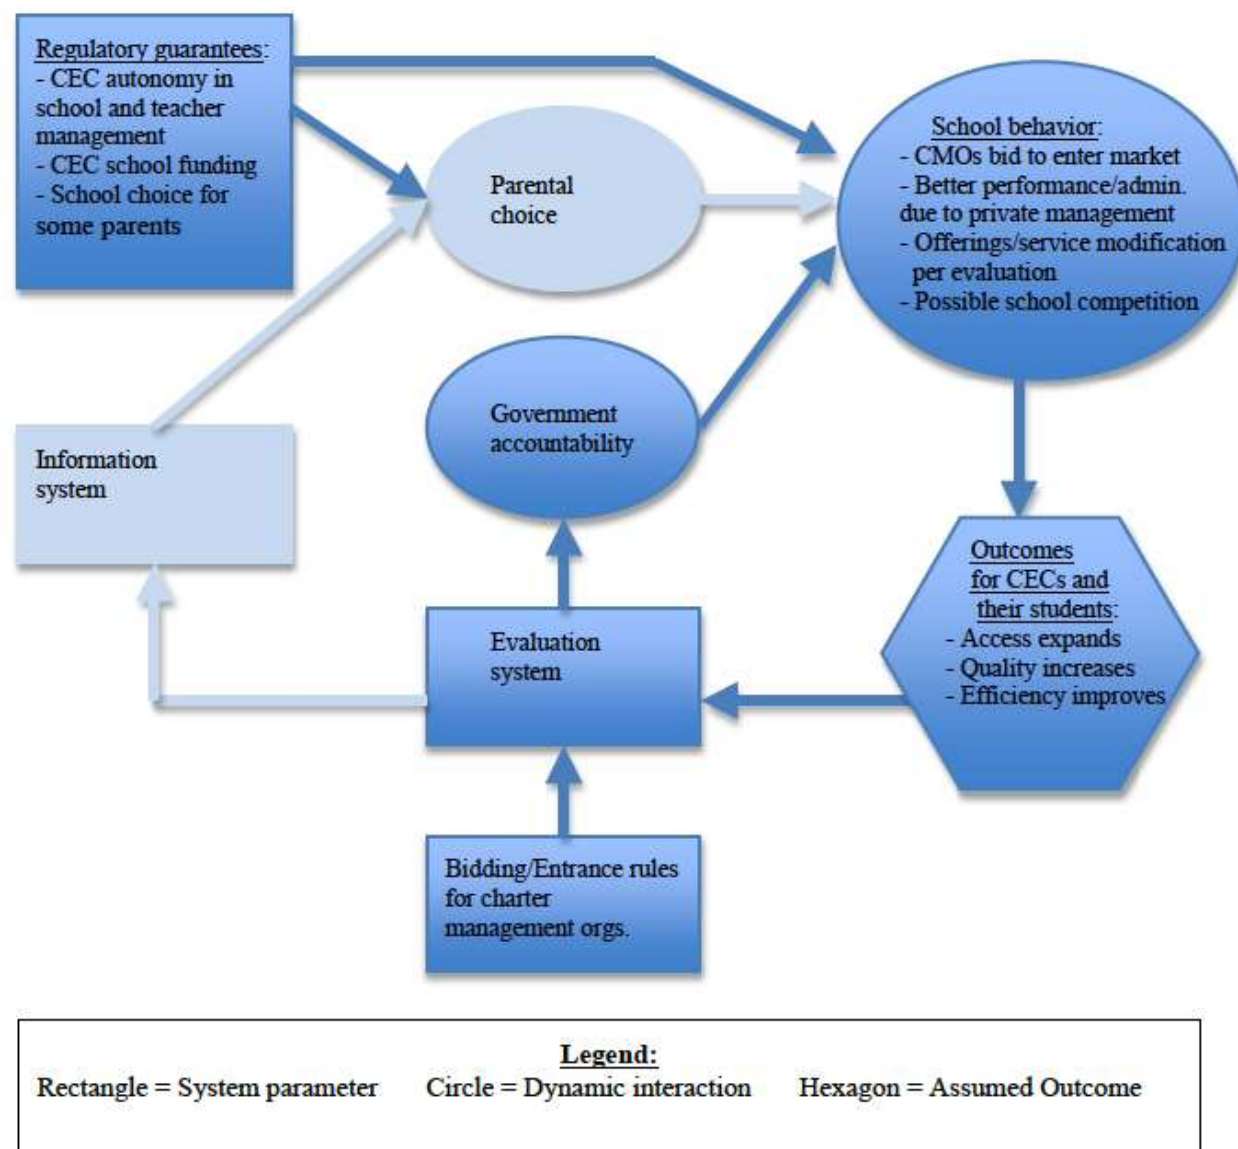 Regulatory guarantees:
- CEC autonomy in
school and teacher
management
- CEC school funding
- School choice for
some parents
Parental
choice
School behavior:
- CMOs bid to enter market
- Better performance/admin.
due to private management
- Offerings/service modification
per evaluation
- Possible school competition
Government
accountability
Information
system
Outcomes
for CECs and
their students:
- Access expands
- Quality increases
- Efficiency improves
Evaluation
system
Bidding/Entrance rules
for charter
management orgs.
Legend:
Rectangle = System parameter Circle = Dynamic interaction Hexagon = Assumed Outcome